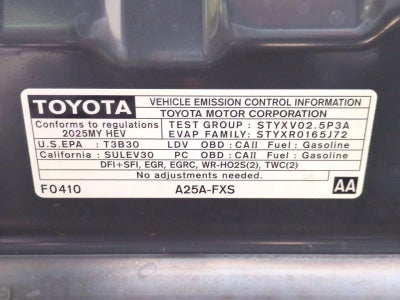 TOYOTA
VEHICLE EMISSION CONTROL INFORMATION
TOYOTA MOTOR CORPORATION
Conforms to regulations
2025MY HEV
TEST GROUP : STYXV02.5P3A
EVAP FAMILY: STYXR0165J72
U.S.EPA : T3B30 LDV OBD : CAII Fuel : Gasoline
California : SULEV30 PC OBD : CAII Fuel : Gasoline
DFI+SFI, EGR, EGRC, WR-HO2S(2), TWC(2)
No adjustments needed.
F0410 A25A-FXS AA